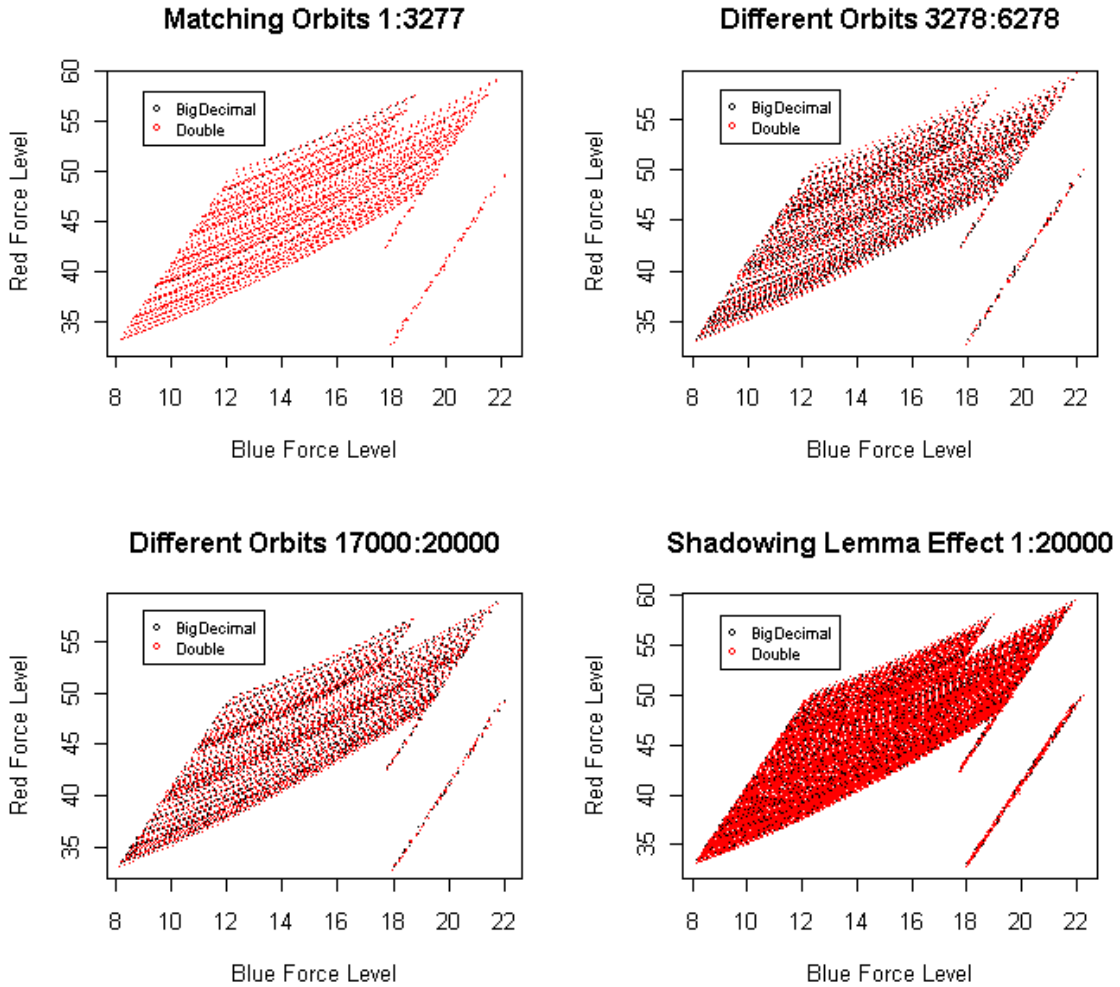 Matching Orbits 1:3277
BigDecimal
Double
Red Force Level
60
55
50
45
40
35
8 10 12 14 16 18 20 22
Blue Force Level
Different Orbits 3278:6278
BigDecimal
Double
Red Force Level
55
50
45
40
35
8 10 12 14 16 18 20 22
Blue Force Level
Different Orbits 17000:20000
BigDecimal
Double
Red Force Level
55
50
45
40
35
8 10 12 14 16 18 20 22
Blue Force Level
Shadowing Lemma Effect 1:20000
BigDecimal
Double
Red Force Level
60
55
50
45
40
35
8 10 12 14 16 18 20 22
Blue Force Level